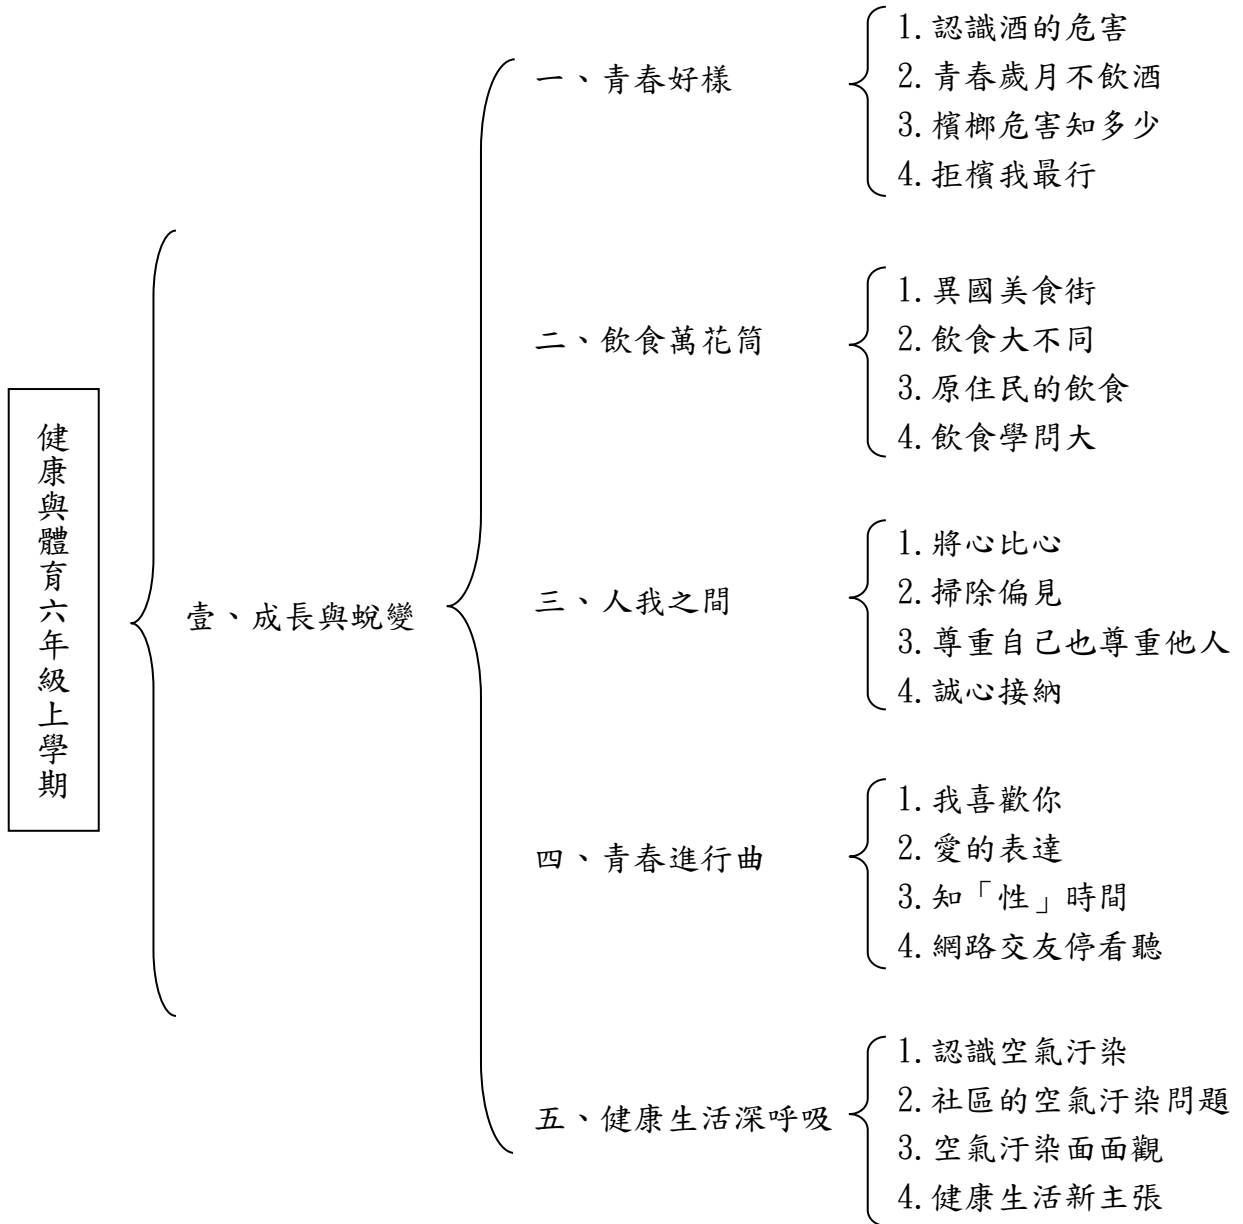 健康與體育六年級上學期
壹、成長與蛻變
一、青春好樣
1.認識酒的危害
2.青春歲月不飲酒
3.檳榔危害知多少
4.拒檳我最行
二、飲食萬花筒
1.異國美食街
2.飲食大不同
3.原住民的飲食
4.飲食學問大
三、人我之間
1.將心比心
2.掃除偏見
3.尊重自己也尊重他人
4.誠心接納
四、青春進行曲
1.我喜歡你
2.愛的表達
3.知「性」時間
4.網路交友停看聽
五、健康生活深呼吸
1.認識空氣汙染
2.社區的空氣汙染問題
3.空氣汙染面面觀
4.健康生活新主張